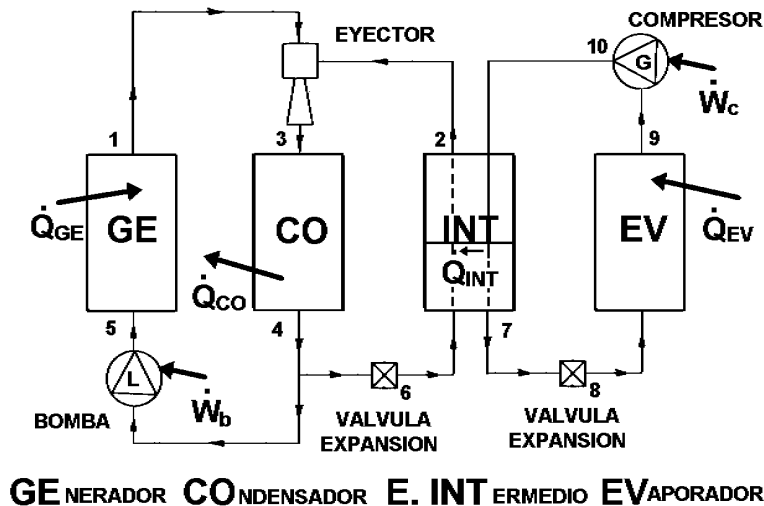 COMPRESOR
EYECTOR
10
G
Ẇc
1
3
2
9
Q̇GE
GE
CO
INT
EV
Q̇EV
Q̇CO
QINT
5
4
7
L
Ẇb
6
8
BOMBA
VALVULA
EXPANSION
VALVULA
EXPANSION
GENERADOR CONDENSADOR E. INTERMEDIO EVAPORADOR